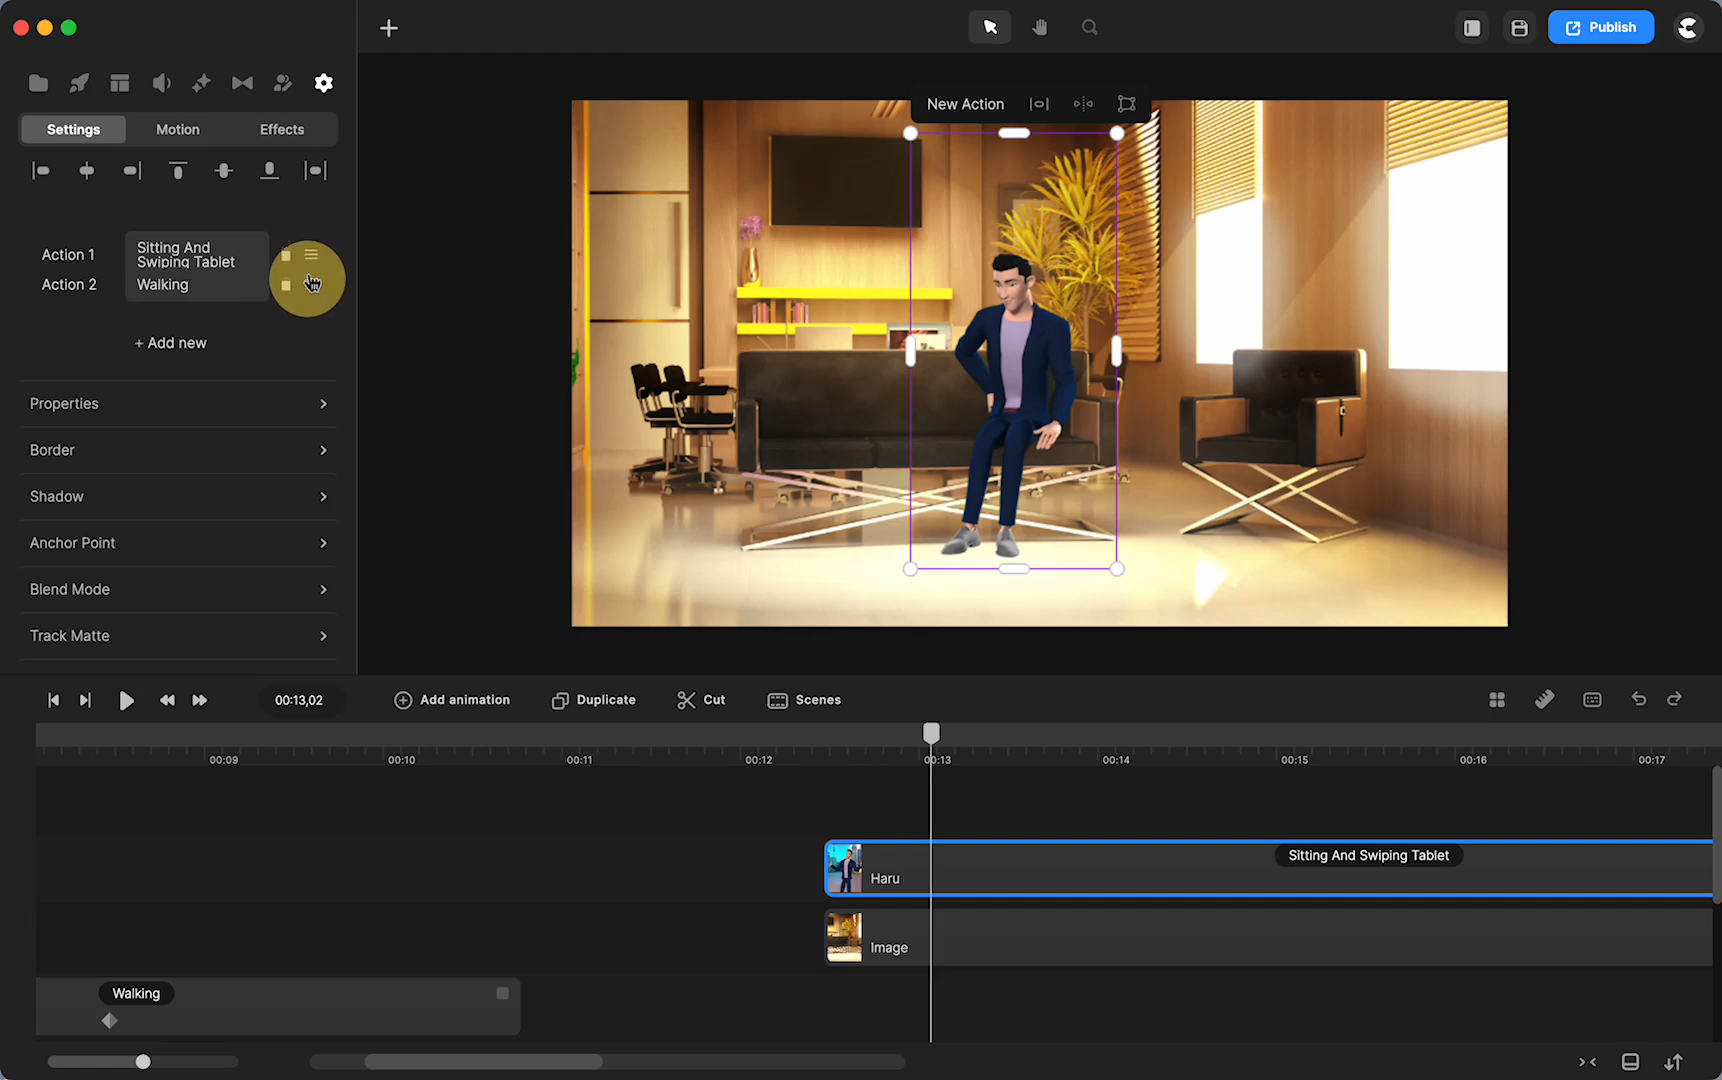 Publish
Settings
Motion
Effects
New Action
Action 1
Sitting And
Swiping Tablet
Action 2
Walking
+ Add new
Properties
Border
Shadow
Anchor Point
Blend Mode
Track Matte
00:13,02
Add animation
Duplicate
Cut
Scenes
00:09
00:10
00:11
00:12
00:13
00:14
00:15
00:16
00:17
Sitting And Swiping Tablet
Haru
Image
Walking